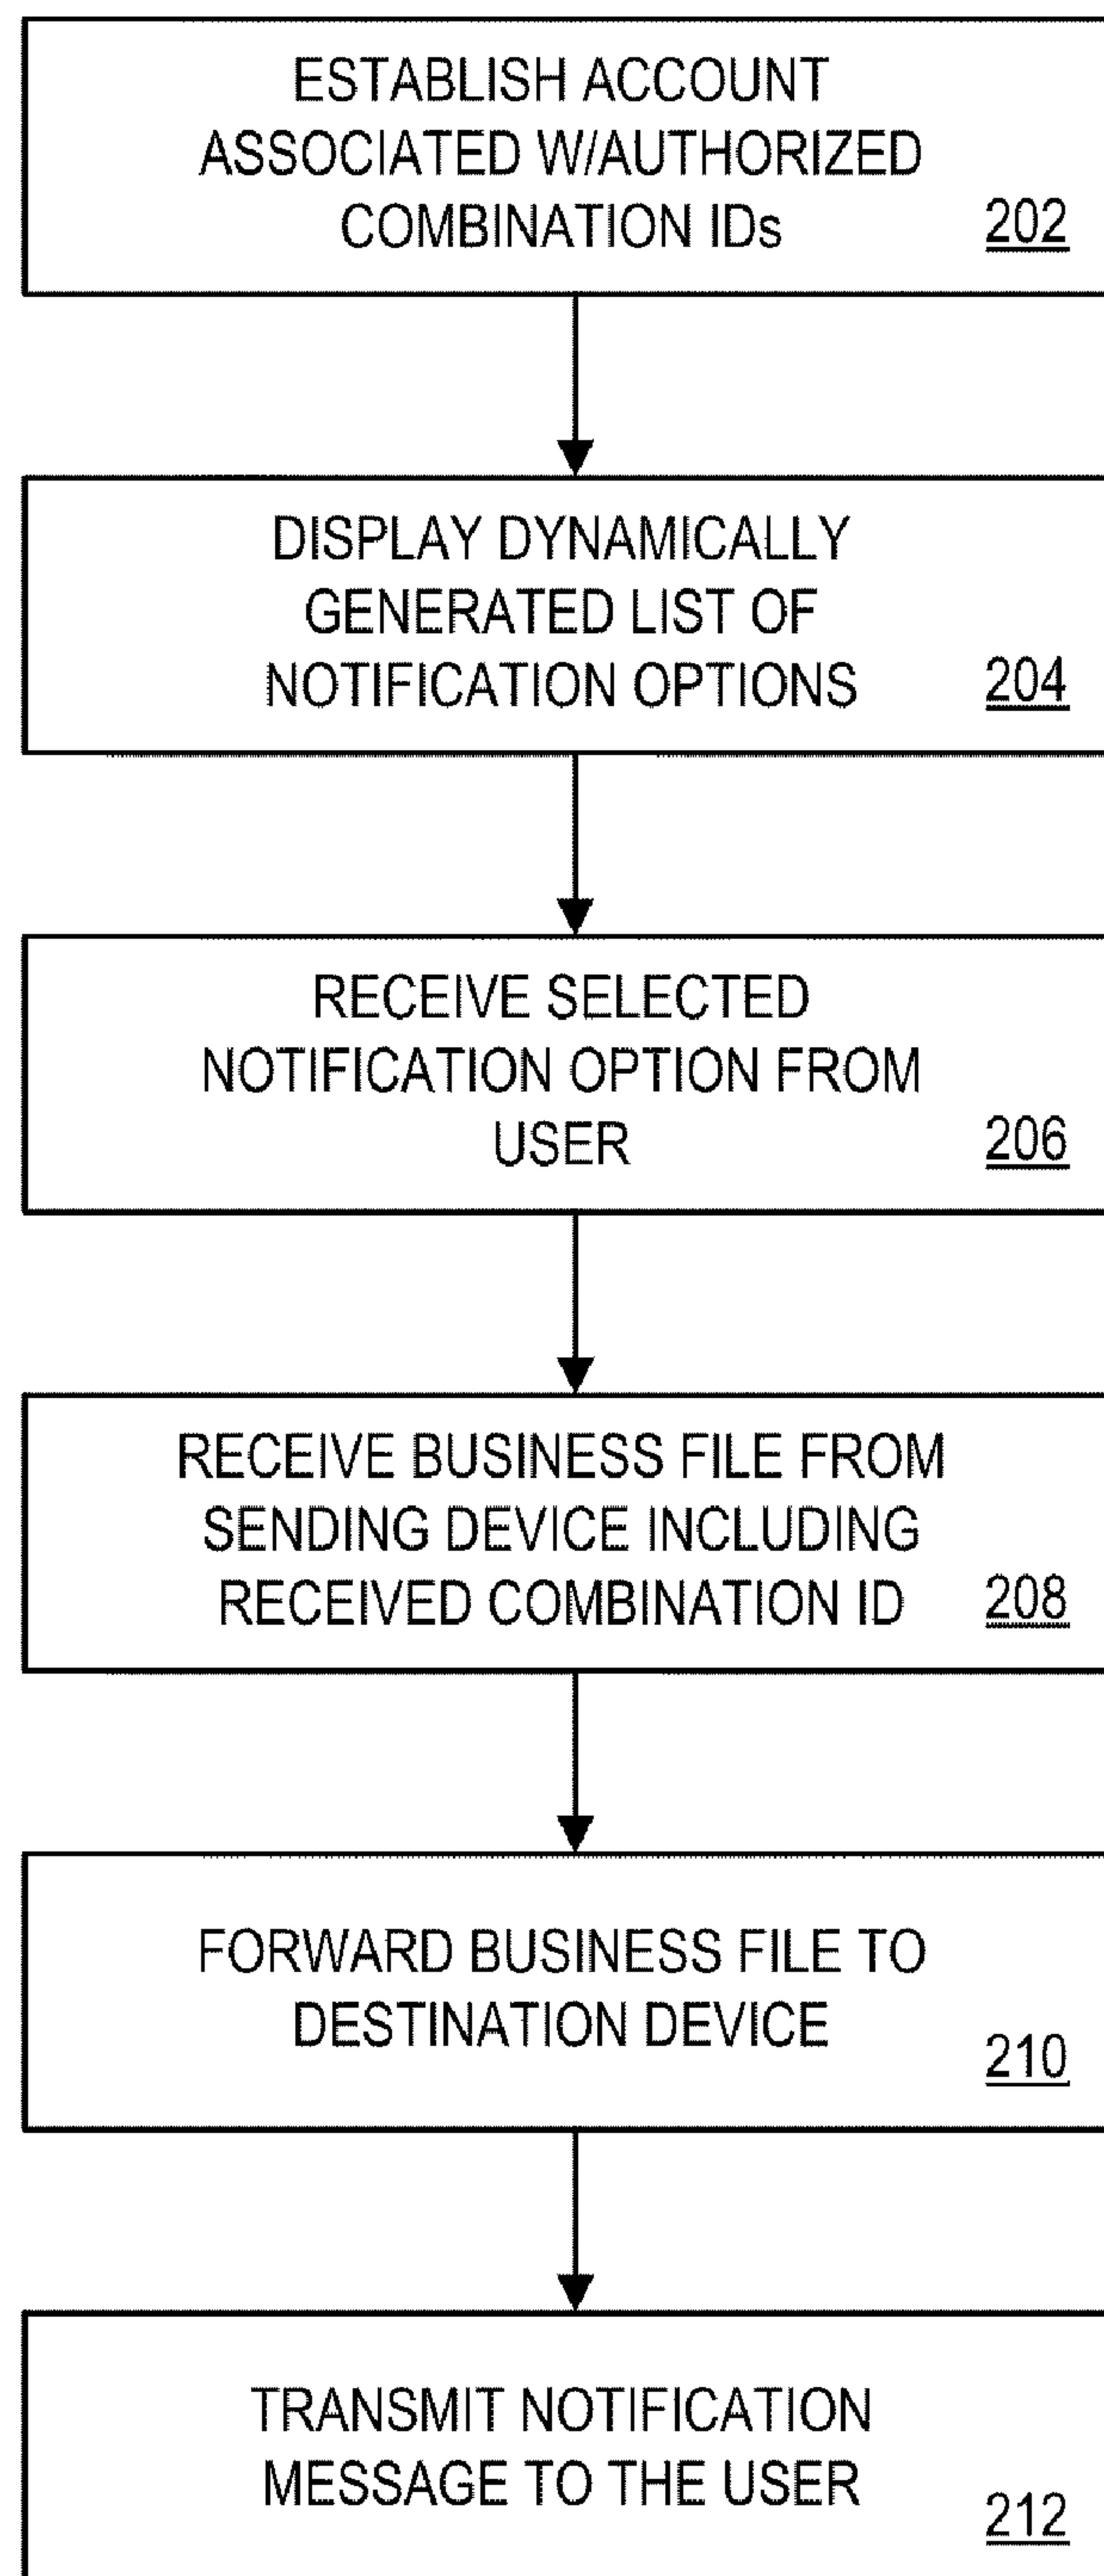 ESTABLISH ACCOUNT
ASSOCIATED W/AUTHORIZED
COMBINATION IDs
202
DISPLAY DYNAMICALLY
GENERATED LIST OF
NOTIFICATION OPTIONS
204
RECEIVE SELECTED
NOTIFICATION OPTION FROM
USER
206
RECEIVE BUSINESS FILE FROM
SENDING DEVICE INCLUDING
RECEIVED COMBINATION ID
208
FORWARD BUSINESS FILE TO
DESTINATION DEVICE
210
TRANSMIT NOTIFICATION
MESSAGE TO THE USER
212